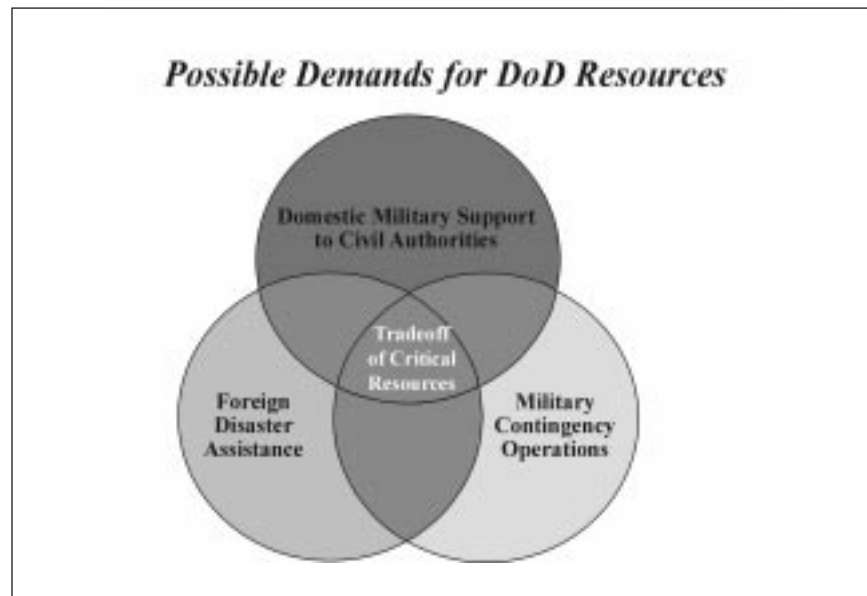 Possible Demands for DoD Resources
Domestic Military Support
to Civil Authorities
Tradeoff
of Critical
Resources
Foreign
Disaster
Assistance
Military
Contingency
Operations